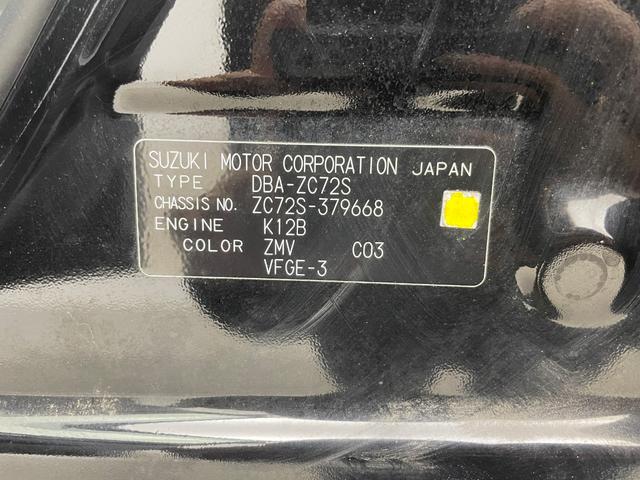 SUZUKI MOTOR CORPORATION JAPAN
TYPE DBA-ZC72S
CHASSIS NO. ZC72S-379668
ENGINE K12B
COLOR ZMV C03
VFGE-3